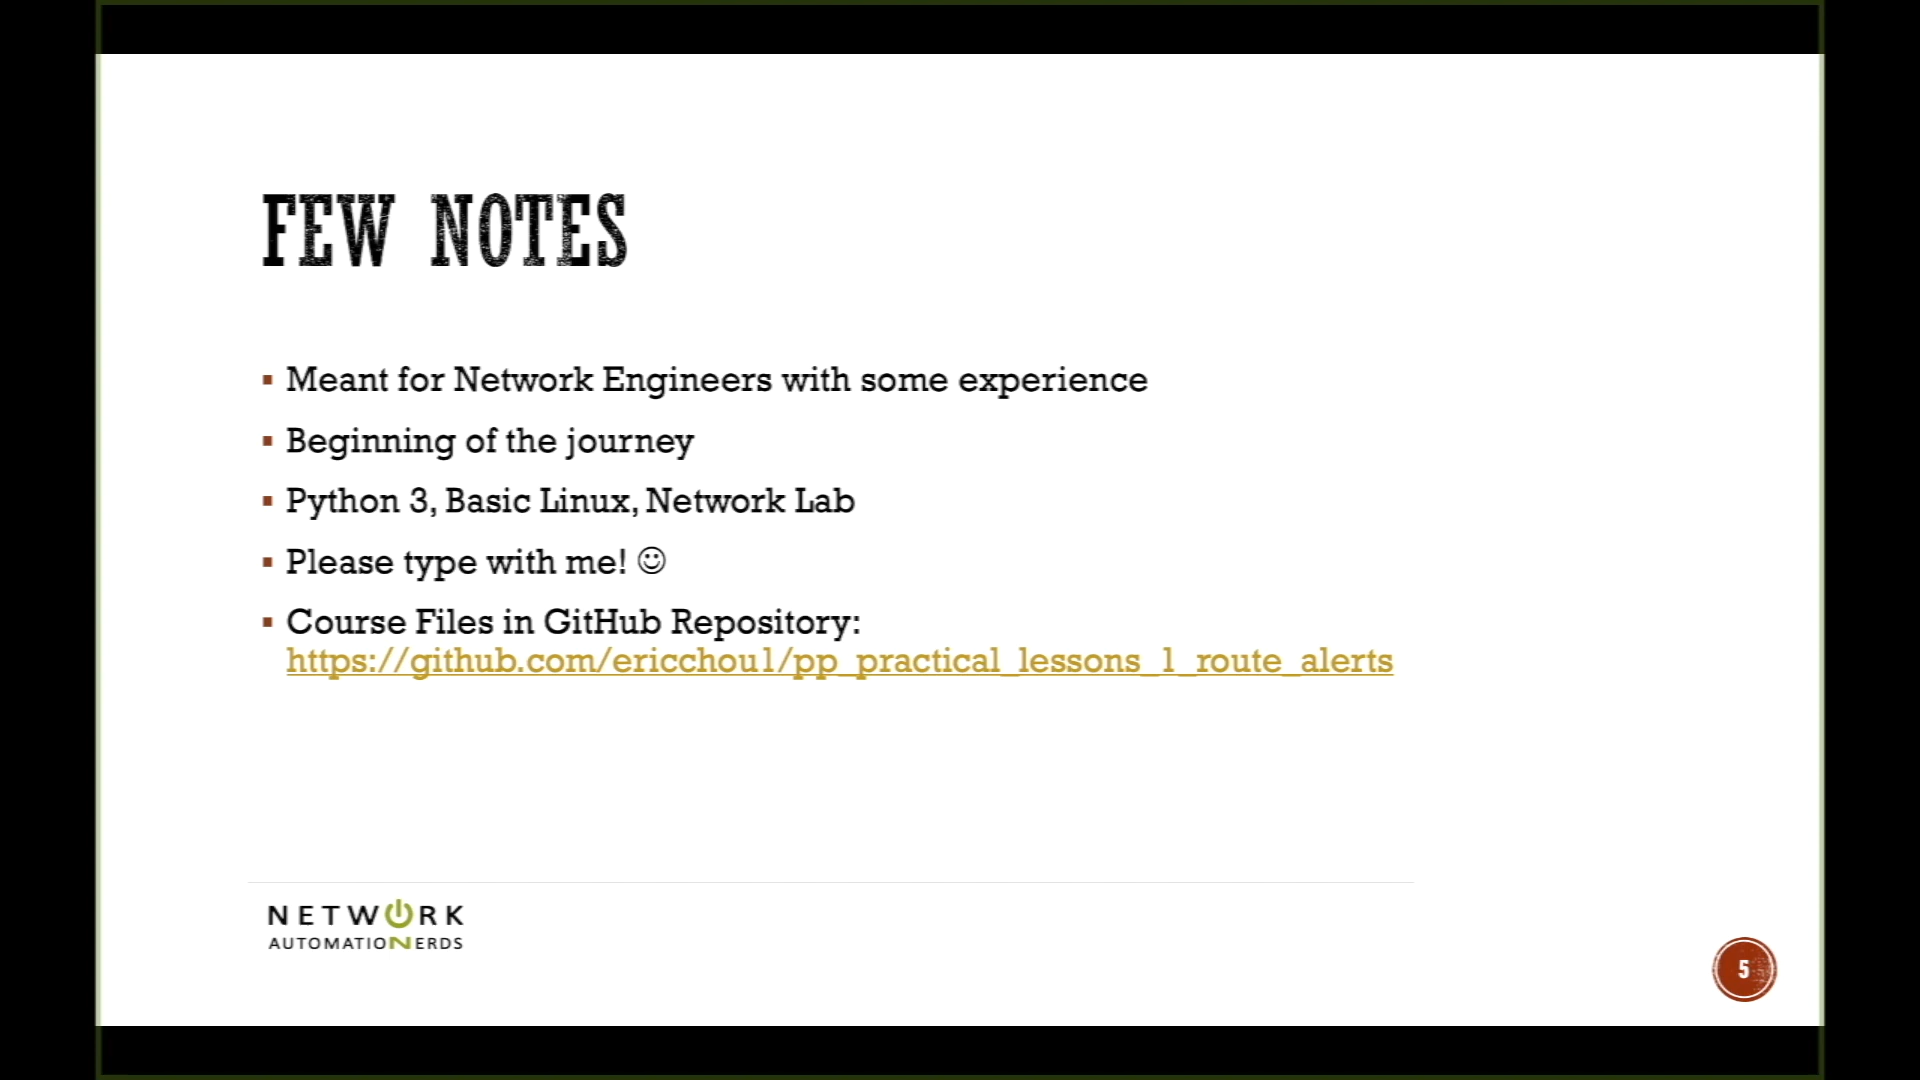 FEW NOTES
▪ Meant for Network Engineers with some experience
▪ Beginning of the journey
▪ Python 3, Basic Linux, Network Lab
▪ Please type with me! ☺
▪ Course Files in GitHub Repository:
https://github.com/ericchou1/pp_practical_lessons_1_route_alerts
NETWORK
AUTOMATIONERDS
5